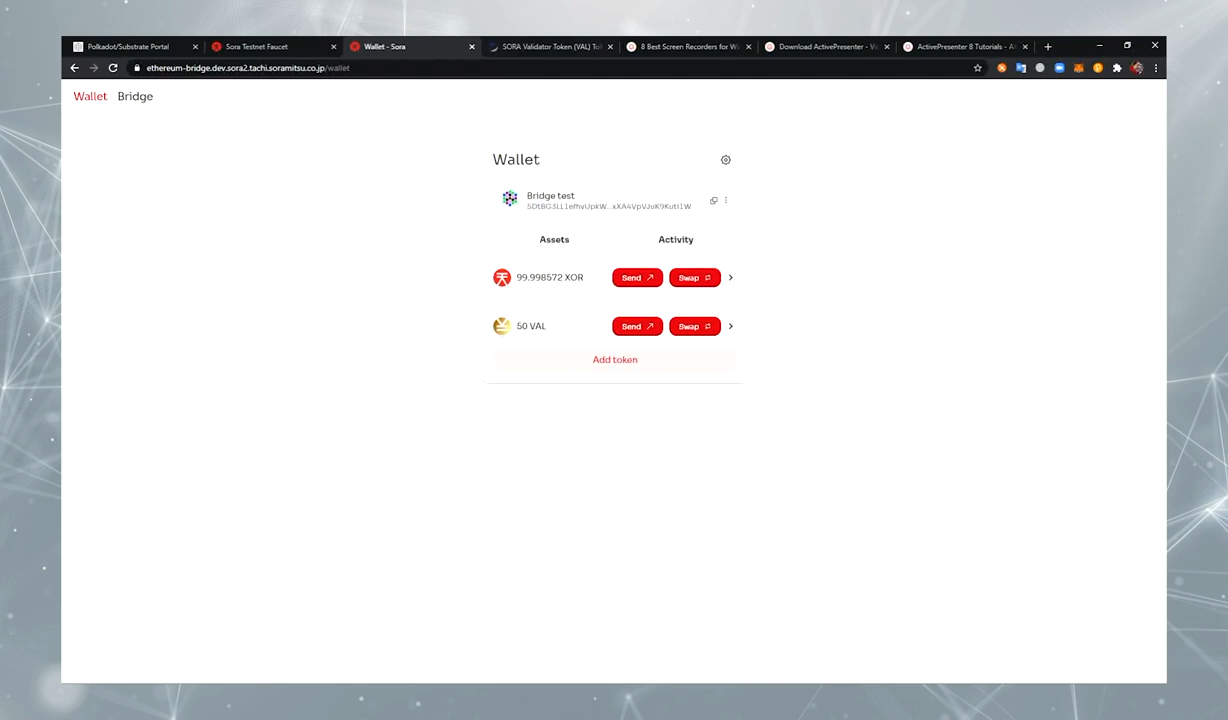 Polkadot/Substrate Portal
Sora Testnet Faucet
Wallet - Sora
SORA Validator Token (VAL) To
8 Best Screen Recorders for W
Download ActivePresenter - Vi
ActivePresenter 8 Tutorials - A
ethereum-bridge.dev.sora2.tachi.soramitsu.co.jp/wallet
Wallet Bridge
Wallet
Bridge test
Assets Activity
99.998572 XOR Send Swap
50 VAL Send Swap
Add token